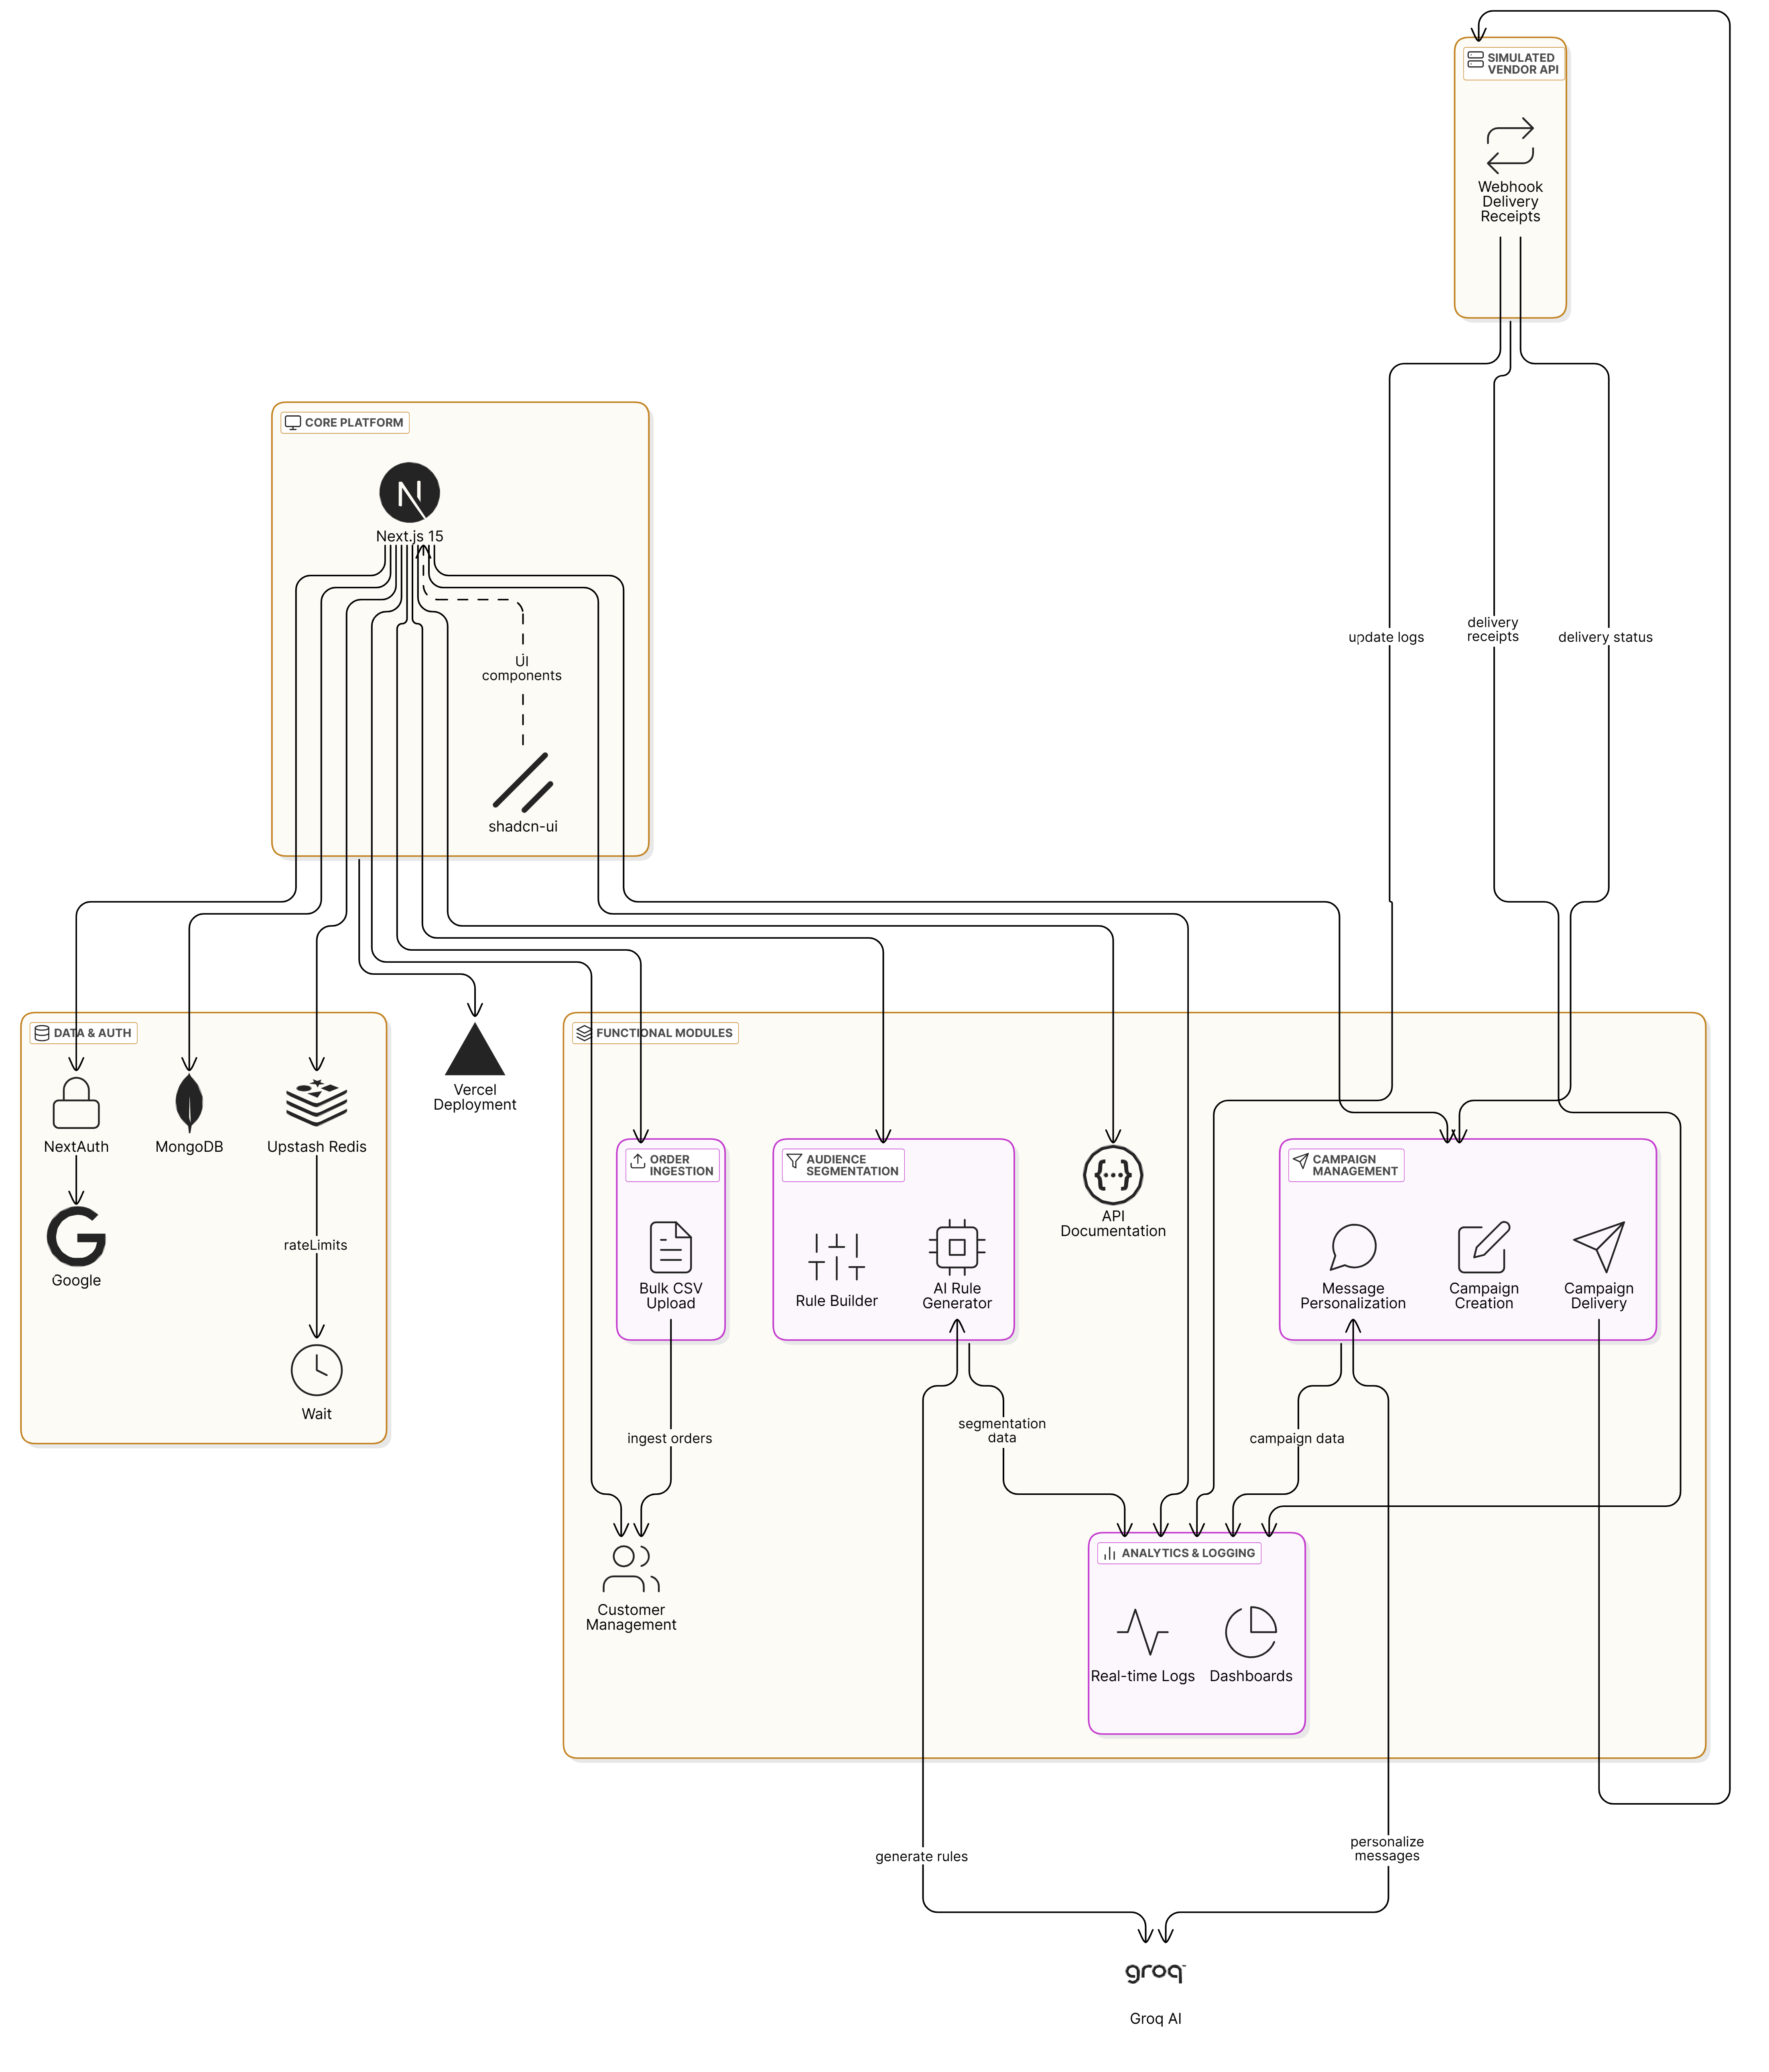 SIMULATED
VENDOR API
Webhook
Delivery
Receipts
CORE PLATFORM
N
Next.js 15
UI
components
shadcn-ui
update logs
delivery
receipts
delivery status
DATA & AUTH
NextAuth
MongoDB
Upstash Redis
Google
rateLimits
Wait
Vercel
Deployment
FUNCTIONAL MODULES
ORDER
INGESTION
Bulk CSV
Upload
AUDIENCE
SEGMENTATION
Rule Builder
AI Rule
Generator
API
Documentation
CAMPAIGN
MANAGEMENT
Message
Personalization
Campaign
Creation
Campaign
Delivery
ingest orders
segmentation
data
campaign data
Customer
Management
ANALYTICS & LOGGING
Real-time Logs
Dashboards
generate rules
personalize
messages
groq
Groq AI